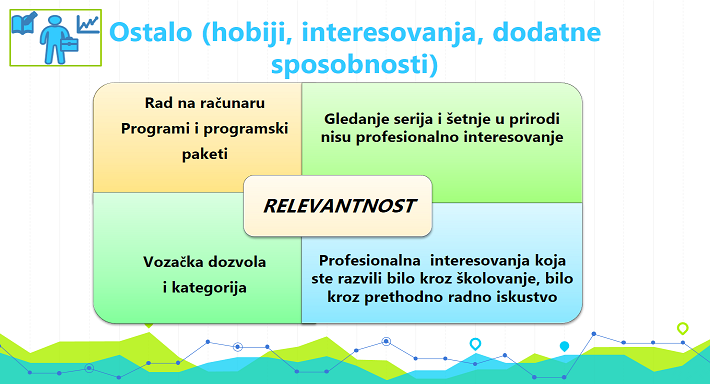 Ostalo (hobiji, interesovanja, dodatne
sposobnosti)
Rad na računaru
Programi i programski
paketi
Gledanje serija i šetnje u prirodi
nisu profesionalno interesovanje
RELEVANTNOST
Vozačka dozvola
i kategorija
Profesionalna  interesovanja koja
ste razvili bilo kroz školovanje, bilo
kroz prethodno radno iskustvo